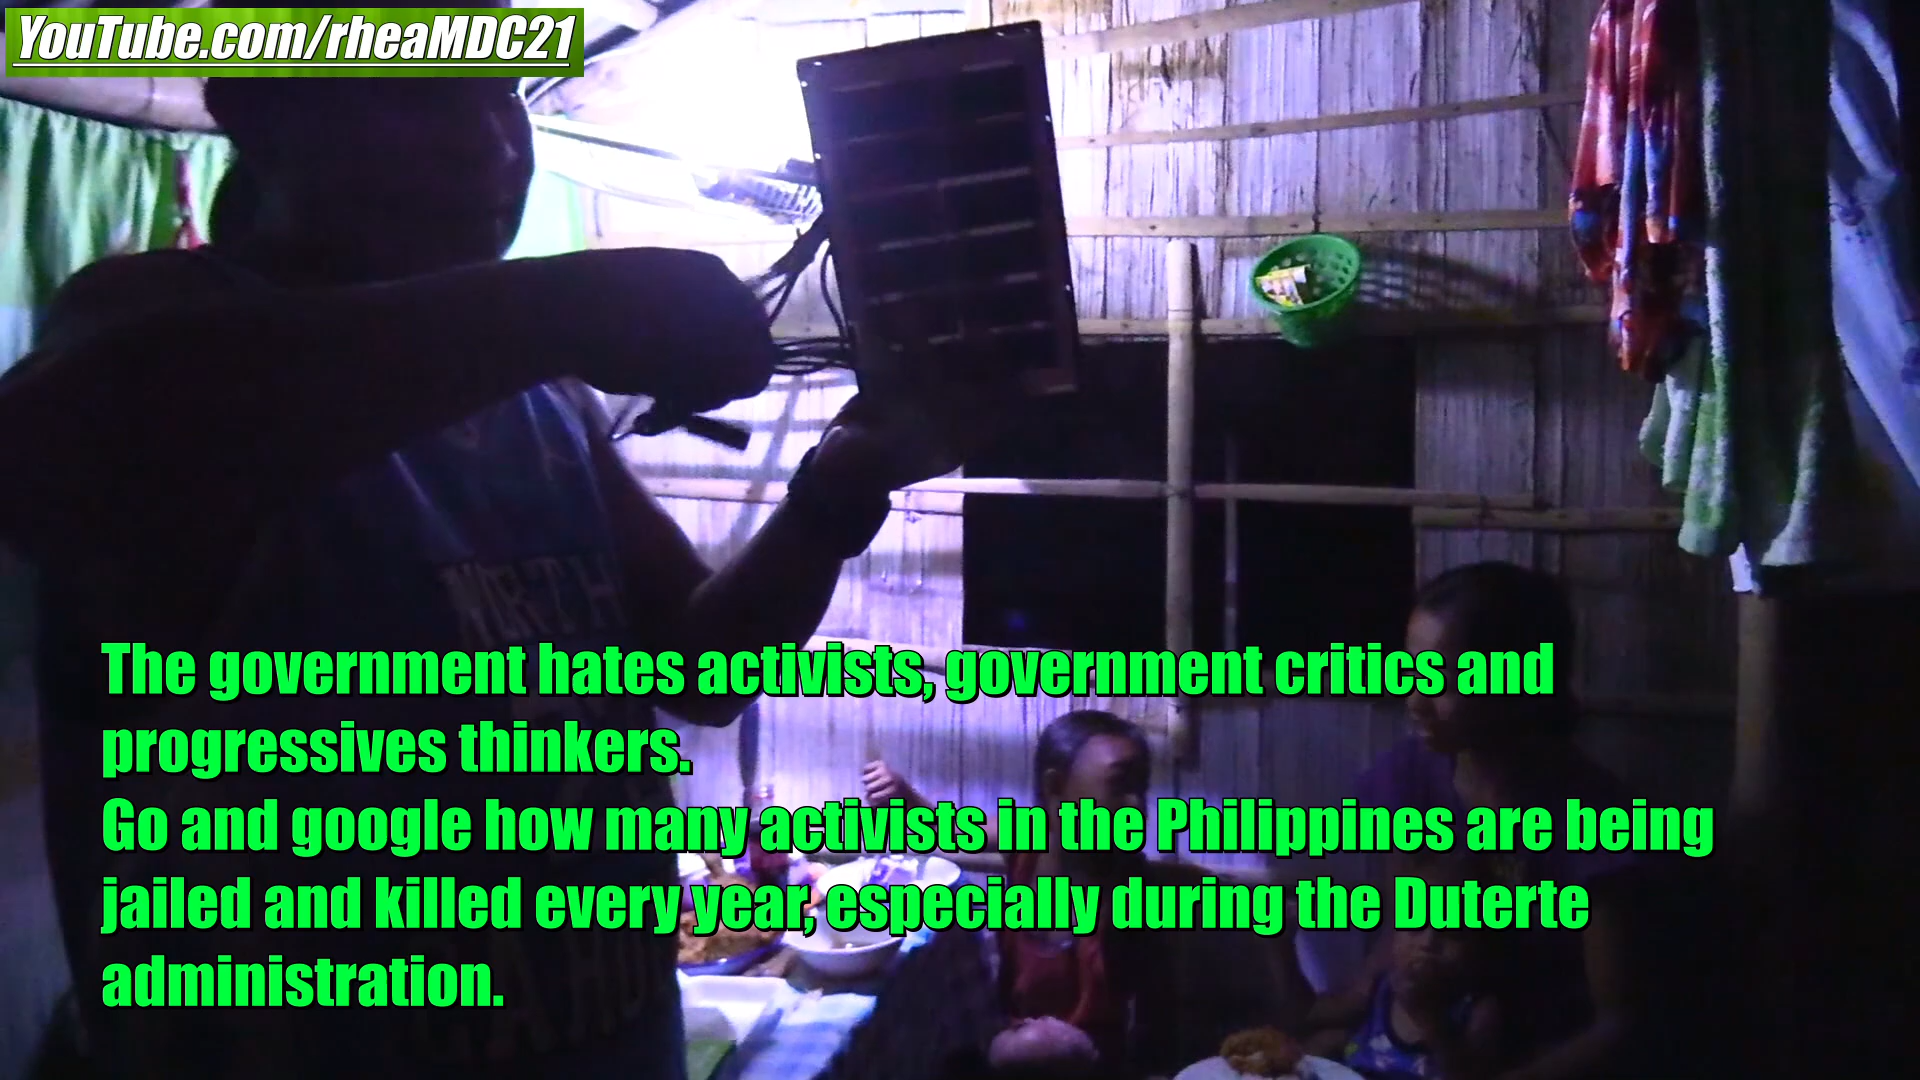 YouTube.com/rheaMDC21
The government hates activists, government critics and
progressives thinkers.
Go and google how many activists in the Philippines are being
jailed and killed every year, especially during the Duterte
administration.